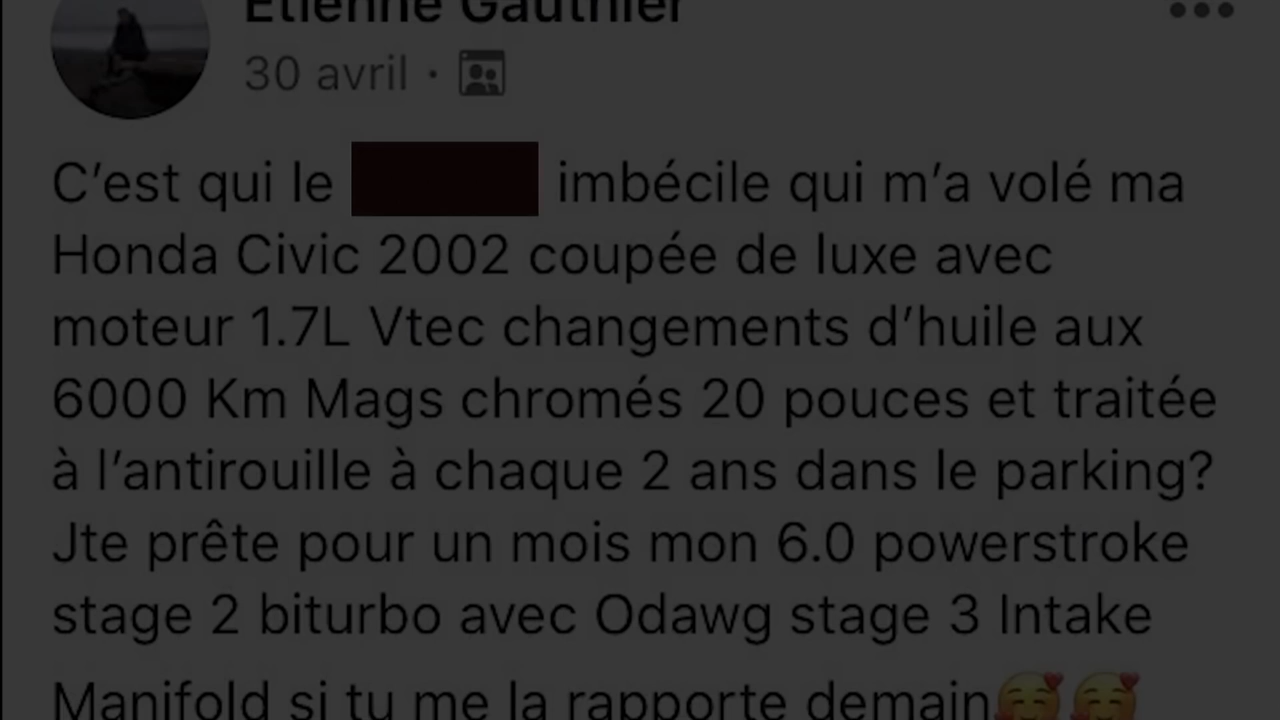 Etienne Gauthier
30 avril ·
C’est qui le imbécile qui m’a volé ma
Honda Civic 2002 coupée de luxe avec
moteur 1.7L Vtec changements d’huile aux
6000 Km Mags chromés 20 pouces et traitée
à l’antirouille à chaque 2 ans dans le parking?
Jte prête pour un mois mon 6.0 powerstroke
stage 2 biturbo avec Odawg stage 3 Intake
Manifold si tu me la rapporte demain🥰🥰